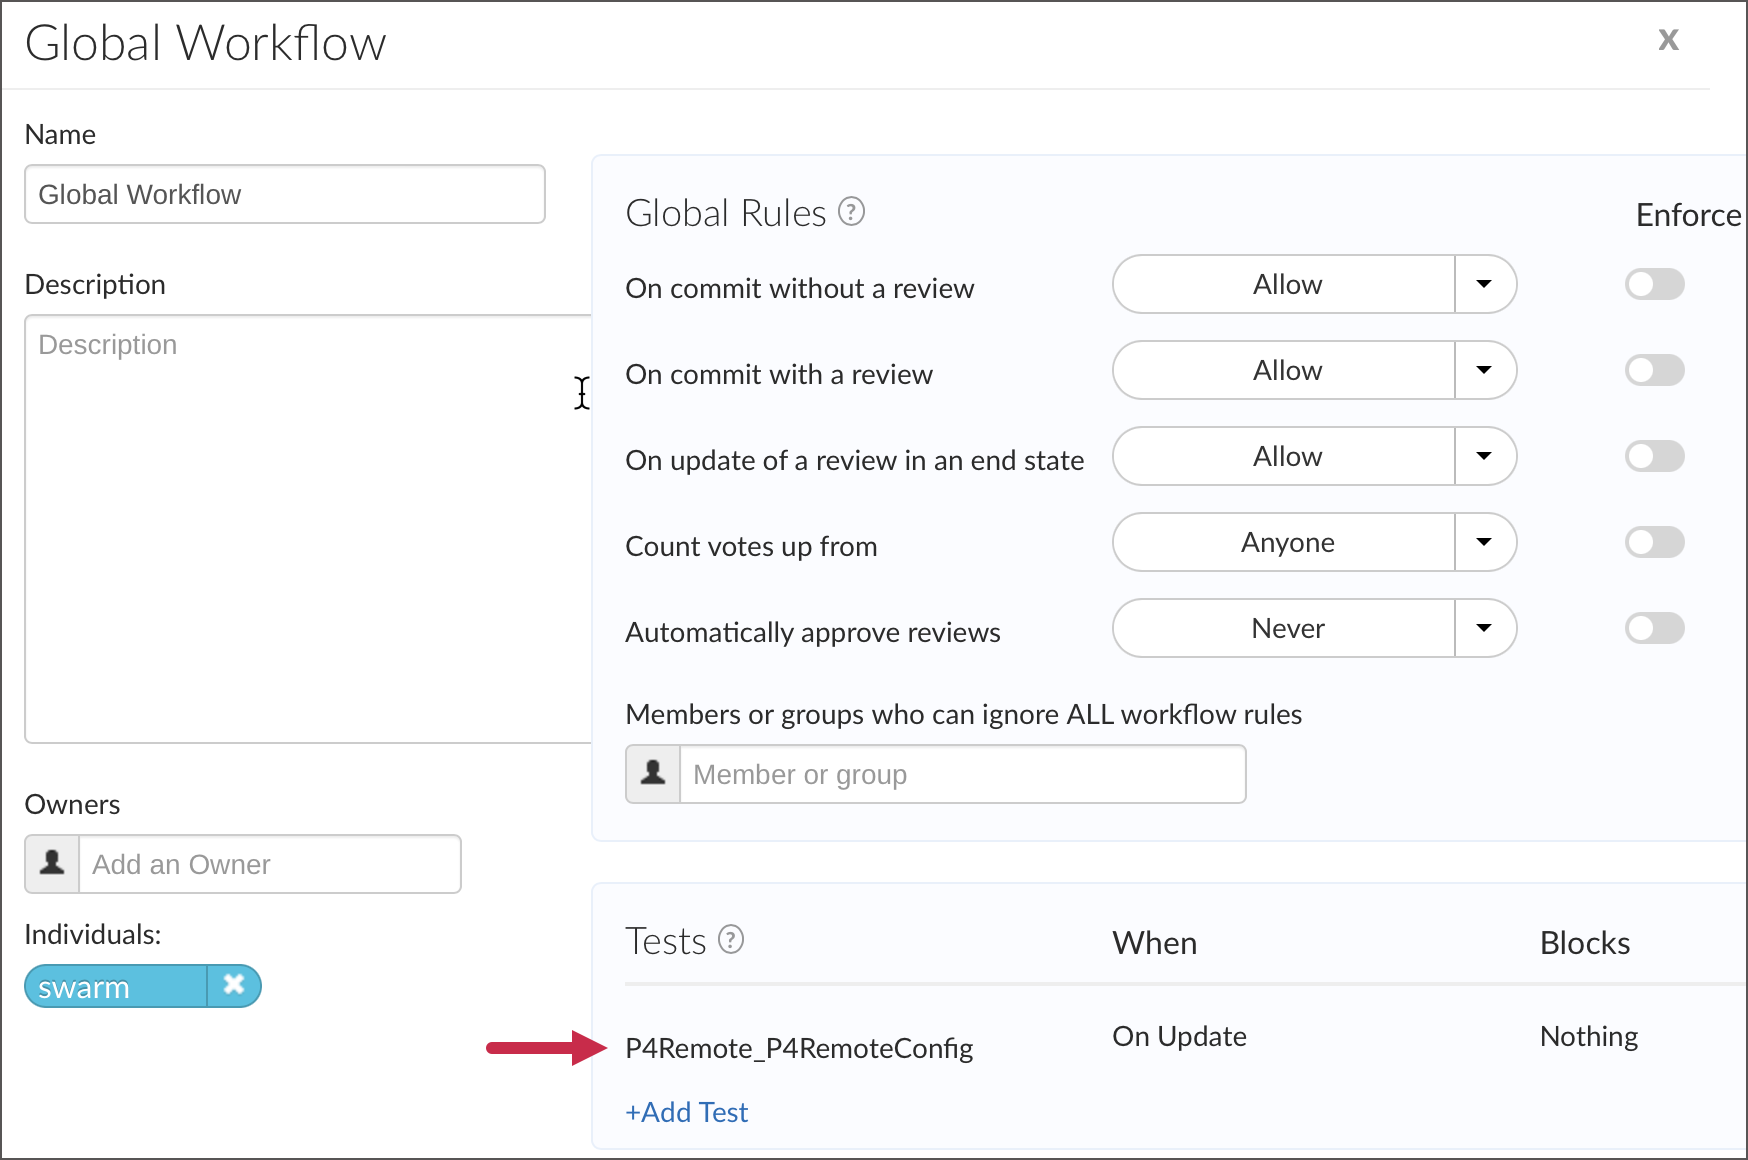 Global Workflow
x
Name
Global Workflow
Description
Description
Owners
Add an Owner
Individuals:
swarm
Global Rules ?
Enforce
On commit without a review
Allow
On commit with a review
Allow
On update of a review in an end state
Allow
Count votes up from
Anyone
Automatically approve reviews
Never
Members or groups who can ignore ALL workflow rules
Member or group
Tests ?
When
Blocks
P4Remote_P4RemoteConfig
On Update
Nothing
+Add Test